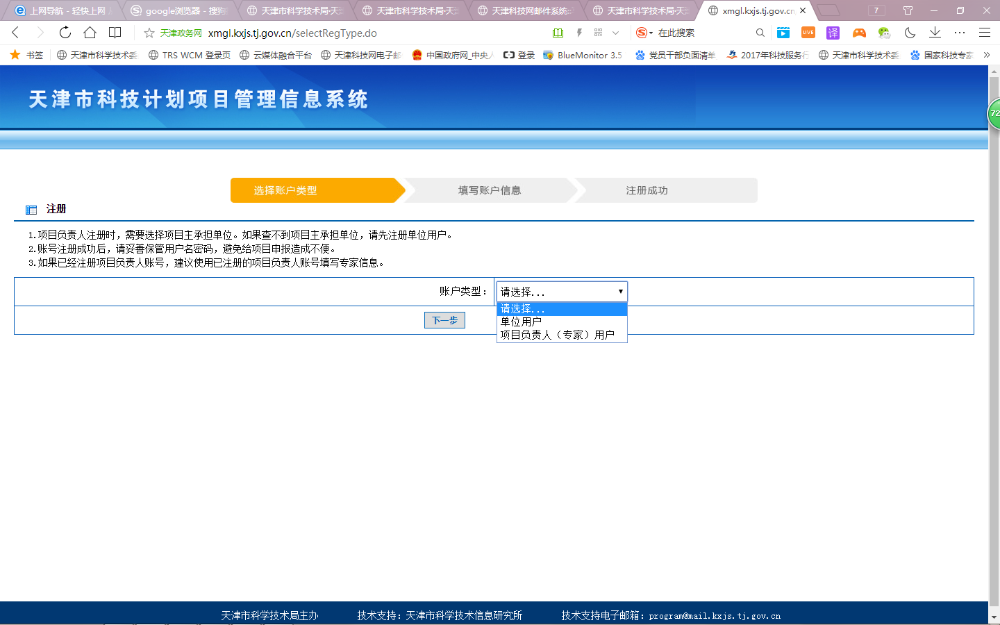 上网导航 - 轻快上网
google浏览器 - 搜狗
天津市科学技术局-天
天津市科学技术局-天
天津科技网邮件系统::
天津市科学技术局-天
xmgl.kxjs.tj.gov.cn
7
天津政务网 xmgl.kxjs.tj.gov.cn/selectRegType.do
在此搜索
LIVE
译
书签
天津市科学技术委
TRS WCM 登录页
云媒体融合平台
天津科技网电子邮
中国政府网_中央
登录
BlueMonitor 3.5
党员干部负面清单
2017年科技服务行
天津市科学技术委
国家科技专家
天津市科技计划项目管理信息系统
72
选择账户类型
填写账户信息
注册成功
注册
1.项目负责人注册时，需要选择项目主承担单位。如果查不到项目主承担单位，请先注册单位用户。
2.账号注册成功后，请妥善保管用户名密码，避免给项目申报造成不便。
3.如果已经注册项目负责人账号，建议使用已注册的项目负责人账号填写专家信息。
账户类型：
请选择...
请选择...
单位用户
项目负责人（专家）用户
下一步
天津市科学技术局主办
技术支持：天津市科学技术信息研究所
技术支持电子邮箱：program@mail.kxjs.tj.gov.cn